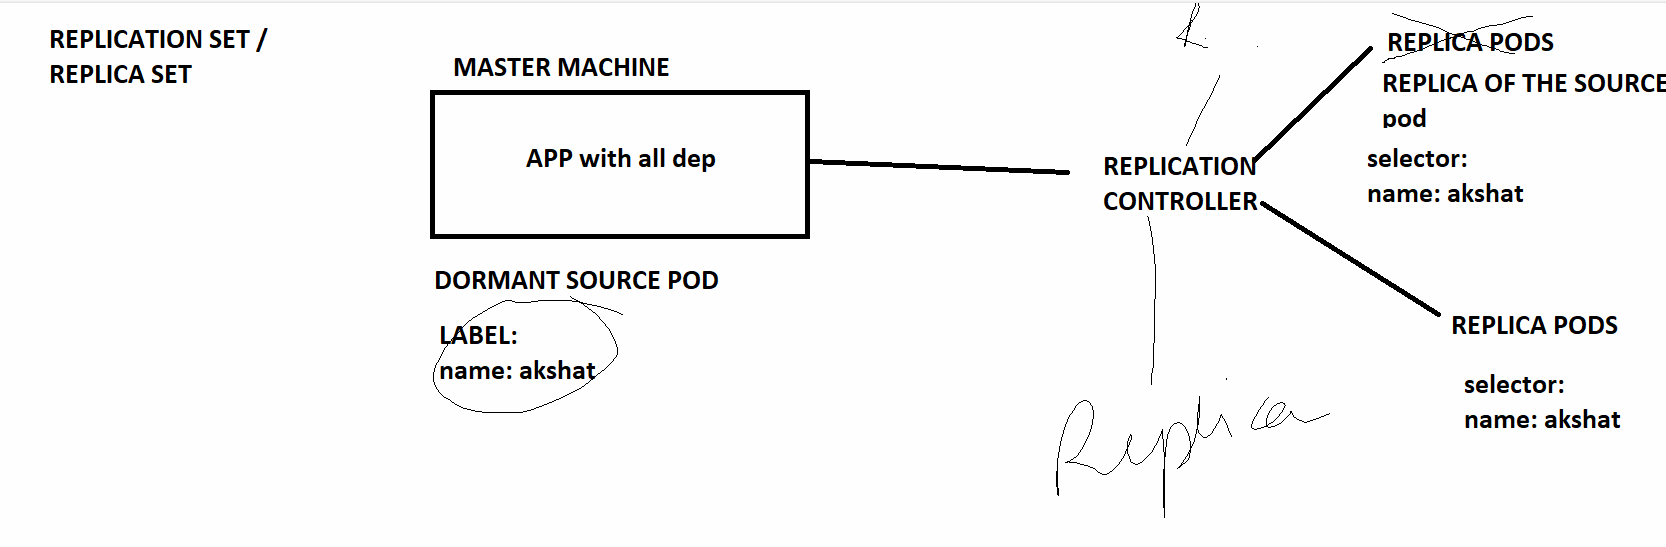 REPLICATION SET /
REPLICA SET
MASTER MACHINE
APP with all dep
DORMANT SOURCE POD
LABEL:
name: akshat
REPLICATION
CONTROLLER
Replica
REPLICA PODS
REPLICA OF THE SOURCE
pod
selector:
name: akshat
REPLICA PODS
selector:
name: akshat